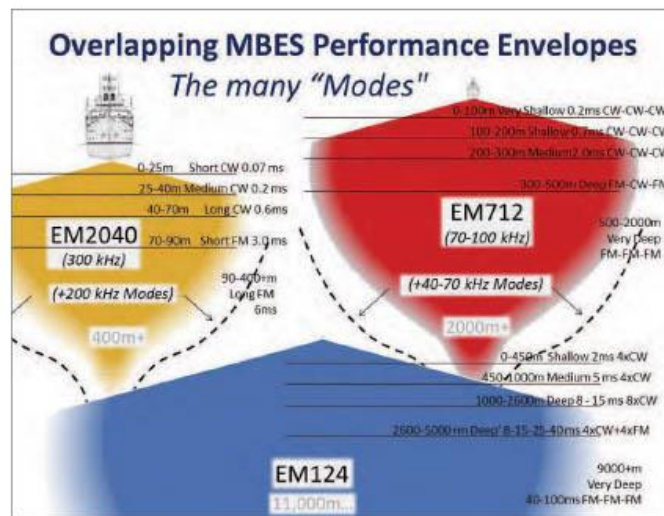 Overlapping MBES Performance Envelopes
The many "Modes"
0-25m Short CW 0.07 ms
25-40m Medium CW 0.2 ms
40-70m Long CW 0.6ms
EM2040
70-90m Short FM 3.0 ms
(300 kHz)
90-400+m
Long FM
6ms
(+200 kHz Modes)
400m+
0-100m Very Shallow 0.2ms CW-CW-CW
100-200m Shallow 0.7ms CW-CW-CW
200-300m Medium 2.0ms CW-CW-CW
300-500m Deep FM-CW-FM
EM712
(70-100 kHz)
500-2000m
Very Deep
FM-FM-FM
(+40-70 kHz Modes)
2000m+
0-450m Shallow 2ms 4xCW
450-1000m Medium 5 ms 4xCW
1000-2600m Deep 8 - 15 ms 8xCW
2600-5000+m Deep' 8-15-25-40ms 4xCW+4xFM
EM124
11,000m...
9000+m
Very Deep
40-100ms FM-FM-FM